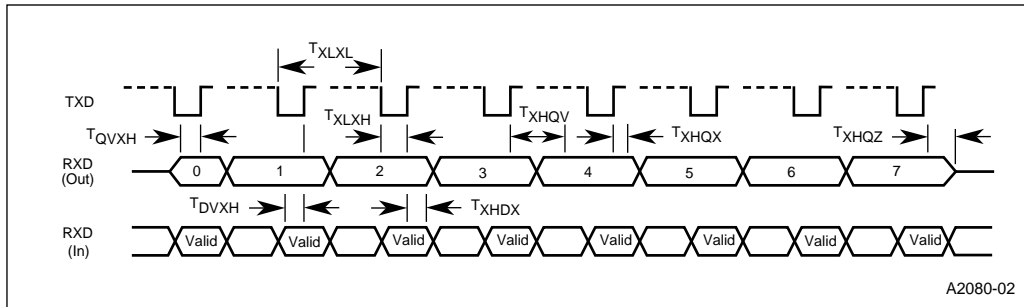 TXLXL
TXD
TXLXH
TXHQV
TQVXH
TXHQX
TXHQZ
RXD
(Out)
0 1 2 3 4 5 6 7
TDVXH
TXHDX
RXD
(In)
Valid Valid Valid Valid Valid Valid Valid Valid
A2080-02